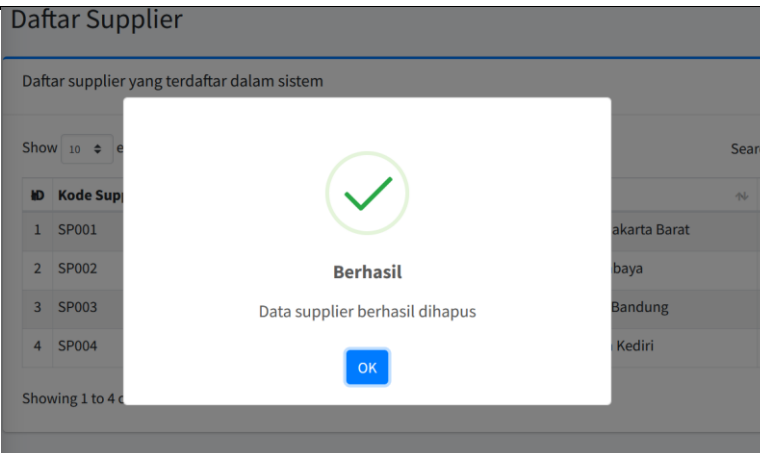 Daftar Supplier
Daftar supplier yang terdaftar dalam sistem
Show 10
ID Kode
1 SP001 akarta Barat
2 SP002 baya
3 SP003 Bandung
4 SP004 Kediri
Showing 1 to 4
Berhasil
Data supplier berhasil dihapus
OK